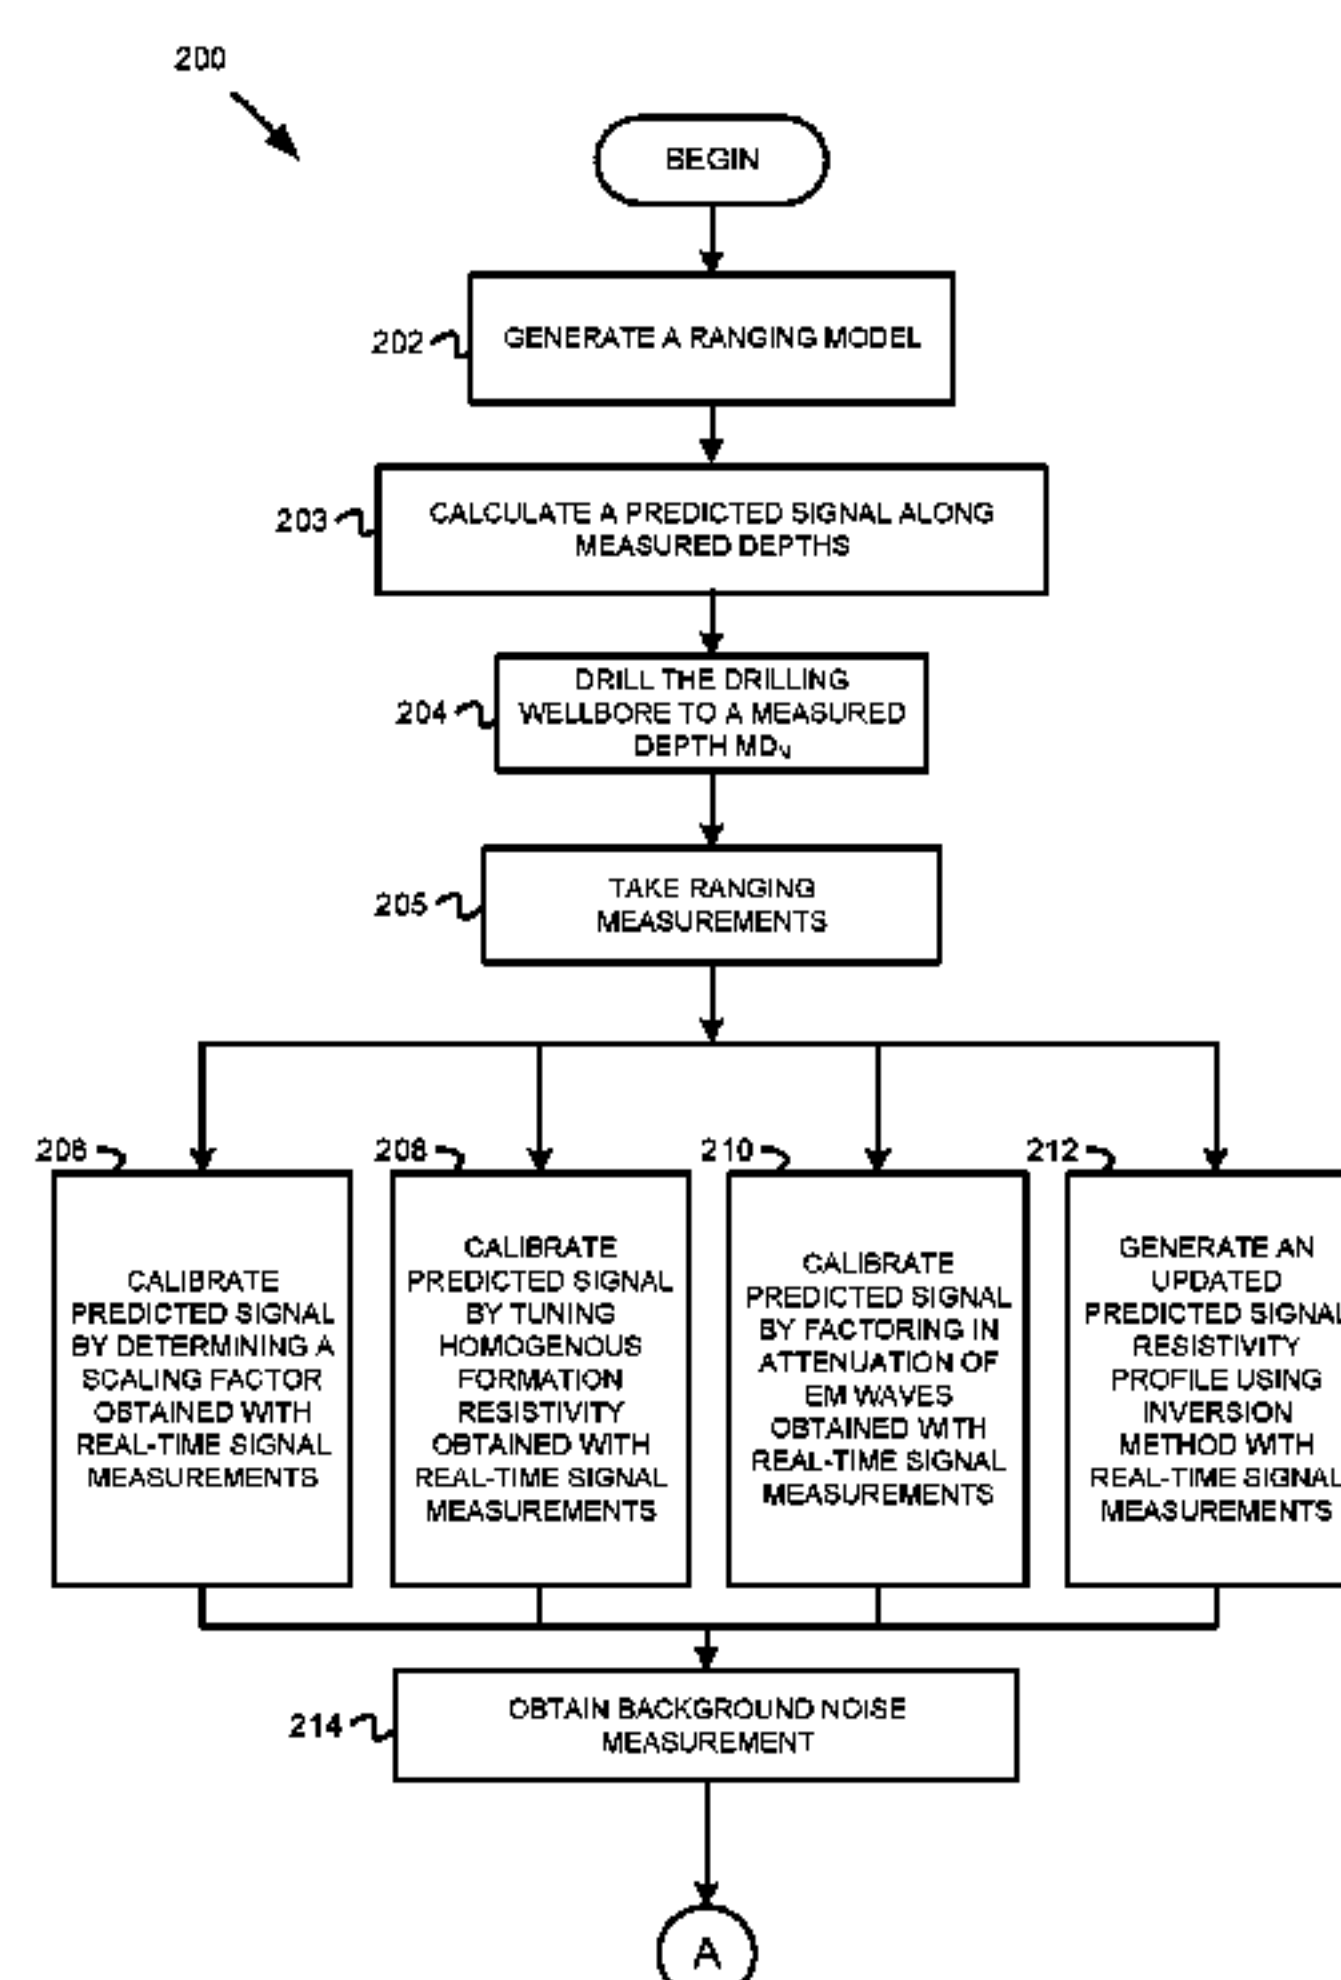 200
BEGIN
202
GENERATE A RANGING MODEL
203
CALCULATE A PREDICTED SIGNAL ALONG
MEASURED DEPTHS
204
DRILL THE DRILLING
WELLBORE TO A MEASURED
DEPTH MDN
205
TAKE RANGING
MEASUREMENTS
206
CALIBRATE
PREDICTED SIGNAL
BY DETERMINING A
SCALING FACTOR
OBTAINED WITH
REAL-TIME SIGNAL
MEASUREMENTS
208
CALIBRATE
PREDICTED SIGNAL
BY TUNING
HOMOGENOUS
FORMATION
RESISTIVITY
OBTAINED WITH
REAL-TIME SIGNAL
MEASUREMENTS
210
CALIBRATE
PREDICTED SIGNAL
BY FACTORING IN
ATTENUATION OF
EM WAVES
OBTAINED WITH
REAL-TIME SIGNAL
MEASUREMENTS
212
GENERATE AN
UPDATED
PREDICTED SIGNAL
RESISTIVITY
PROFILE USING
INVERSION
METHOD WITH
REAL-TIME SIGNAL
MEASUREMENTS
214
OBTAIN BACKGROUND NOISE
MEASUREMENT
A